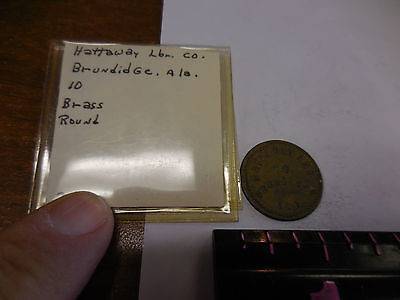 Hattaway Lbr. Co.
Brundidge, Ala.
10
Brass
Round